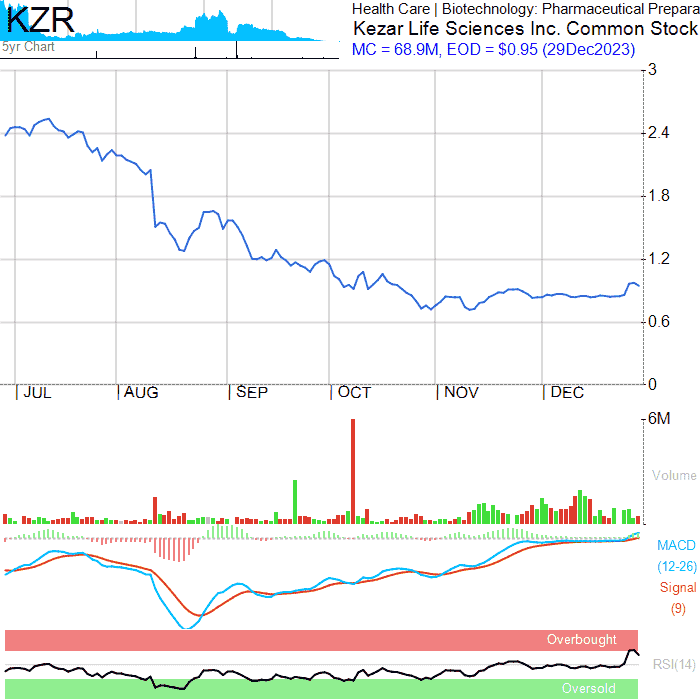 KZR
5yr Chart
Health Care | Biotechnology: Pharmaceutical Prepara
Kezar Life Sciences Inc. Common Stock
MC = 68.9M, EOD = $0.95 (29Dec2023)
3
2.4
1.8
1.2
0.6
0
JUL
AUG
SEP
OCT
NOV
DEC
6M
Volume
MACD
(12-26)
Signal
(9)
Overbought
RSI(14)
Oversold